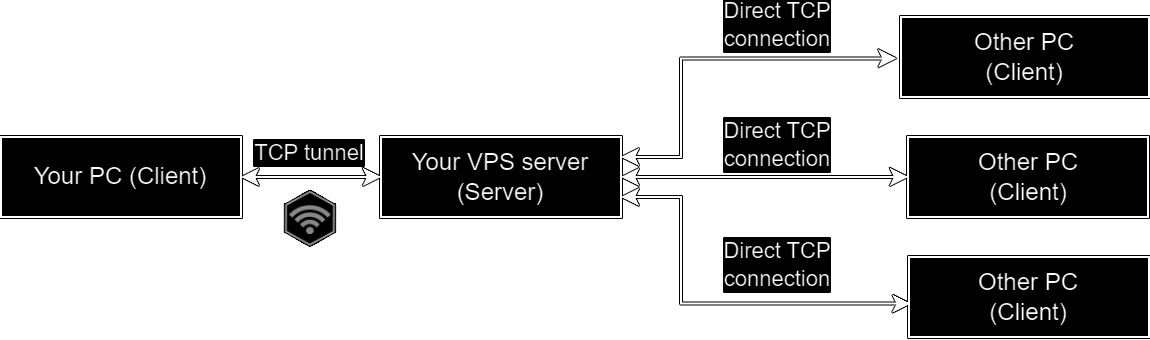 Direct TCP
connection
Other PC
(Client)
Your PC (Client)
TCP tunnel
Your VPS server
(Server)
Direct TCP
connection
Other PC
(Client)
Direct TCP
connection
Other PC
(Client)